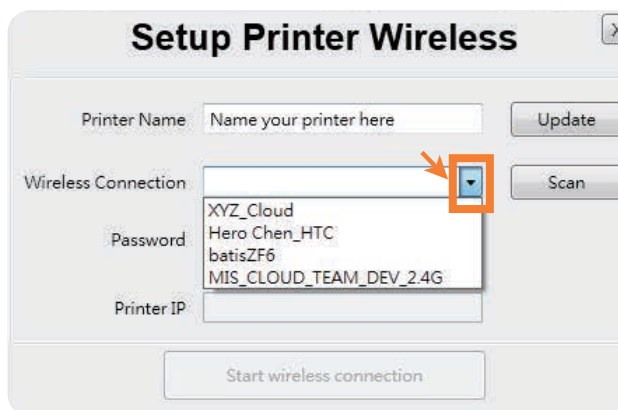 Setup Printer Wireless
X
Printer Name Name your printer here Update
Wireless Connection Scan
XYZ_Cloud
Hero Chen_HTC
Password
batisZF6
MIS_CLOUD_TEAM_DEV_2.4G
Printer IP
Start wireless connection